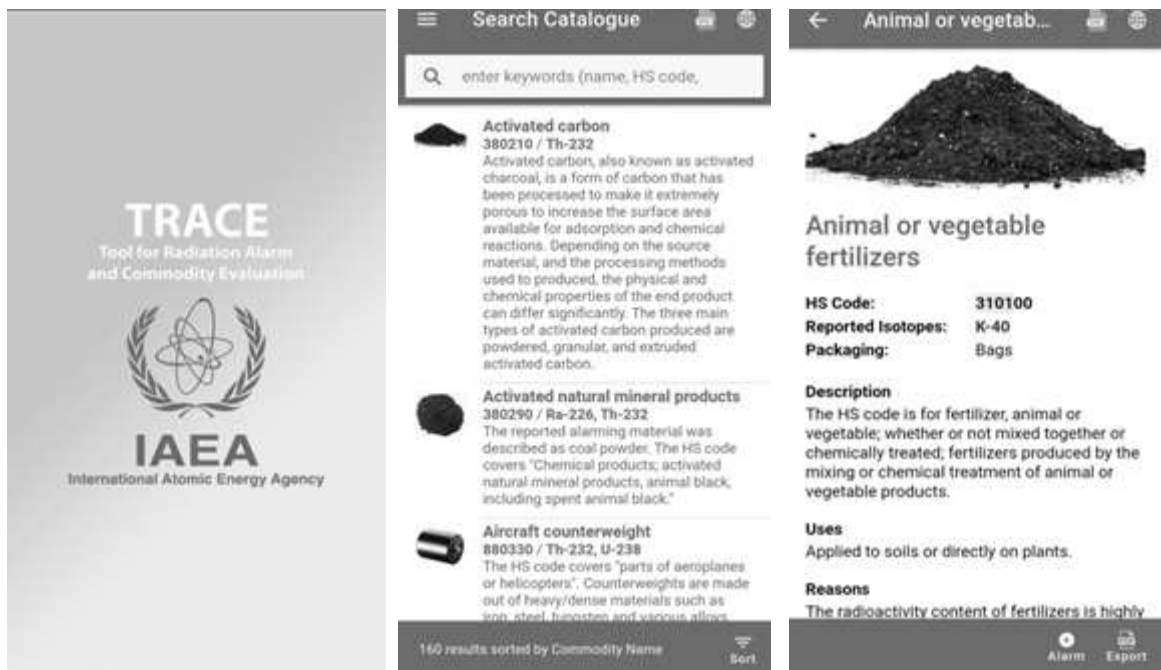 TRACE
Tool for Radiation Alarm
and Commodity Evaluation
IAEA
International Atomic Energy Agency
Search Catalogue
enter keywords (name, HS code,
Activated carbon
380210 / Th-232
Activated carbon, also known as activated
charcoal, is a form of carbon that has
been processed to make it extremely
porous to increase the surface area
available for adsorption and chemical
reactions. Depending on the source
material, and the processing methods
used to produced, the physical and
chemical properties of the end product
can differ significantly. The three main
types of activated carbon produced are
powdered, granular, and extruded
activated carbon.
Activated natural mineral products
380290 / Ra-226, Th-232
The reported alarming material was
described as coal powder. The HS code
covers "Chemical products; activated
natural mineral products, animal black,
including spent animal black."
Aircraft counterweight
880330 / Th-232, U-238
The HS code covers "parts of aeroplanes
or helicopters". Counterweights are made
out of heavy/dense materials such as
iron, steel, tungsten and various alloys
160 results sorted by Commodity Name
Sort
Animal or vegetab...
Animal or vegetable
fertilizers
HS Code: 310100
Reported Isotopes: K-40
Packaging: Bags
Description
The HS code is for fertilizer, animal or
vegetable; whether or not mixed together or
chemically treated; fertilizers produced by the
mixing or chemical treatment of animal or
vegetable products.
Uses
Applied to soils or directly on plants.
Reasons
The radioactivity content of fertilizers is highly
Alarm
Export